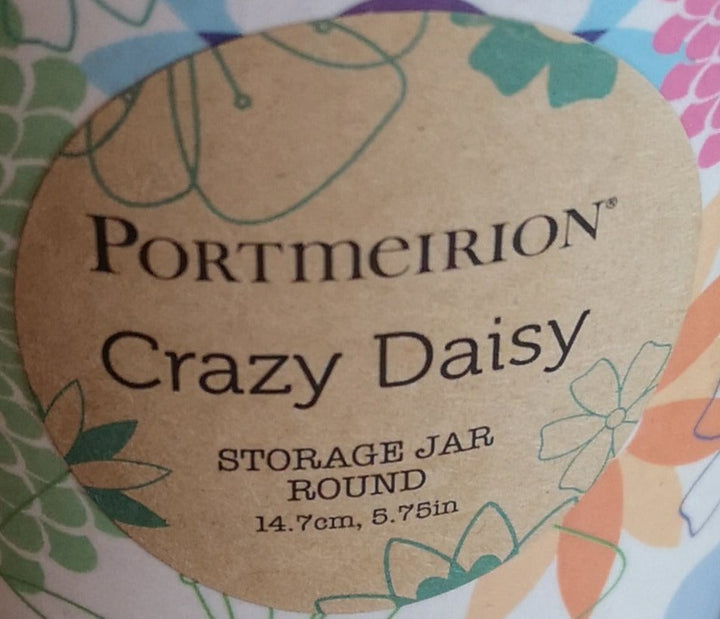 PORTMEIRION®
Crazy Daisy
STORAGE JAR
ROUND
14.7cm, 5.75in